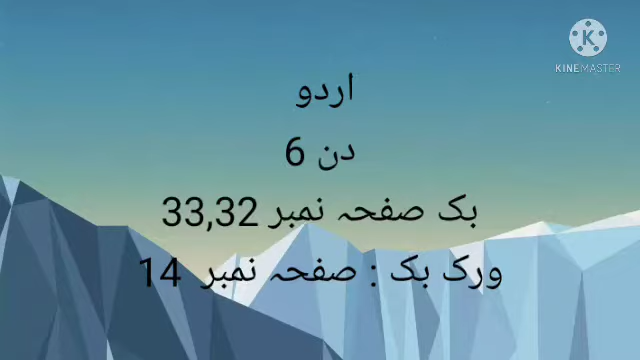 KINEMASTER
اردو
دن 6
بک صفحہ نمبر 33,32
ورک بک : صفحہ نمبر 14